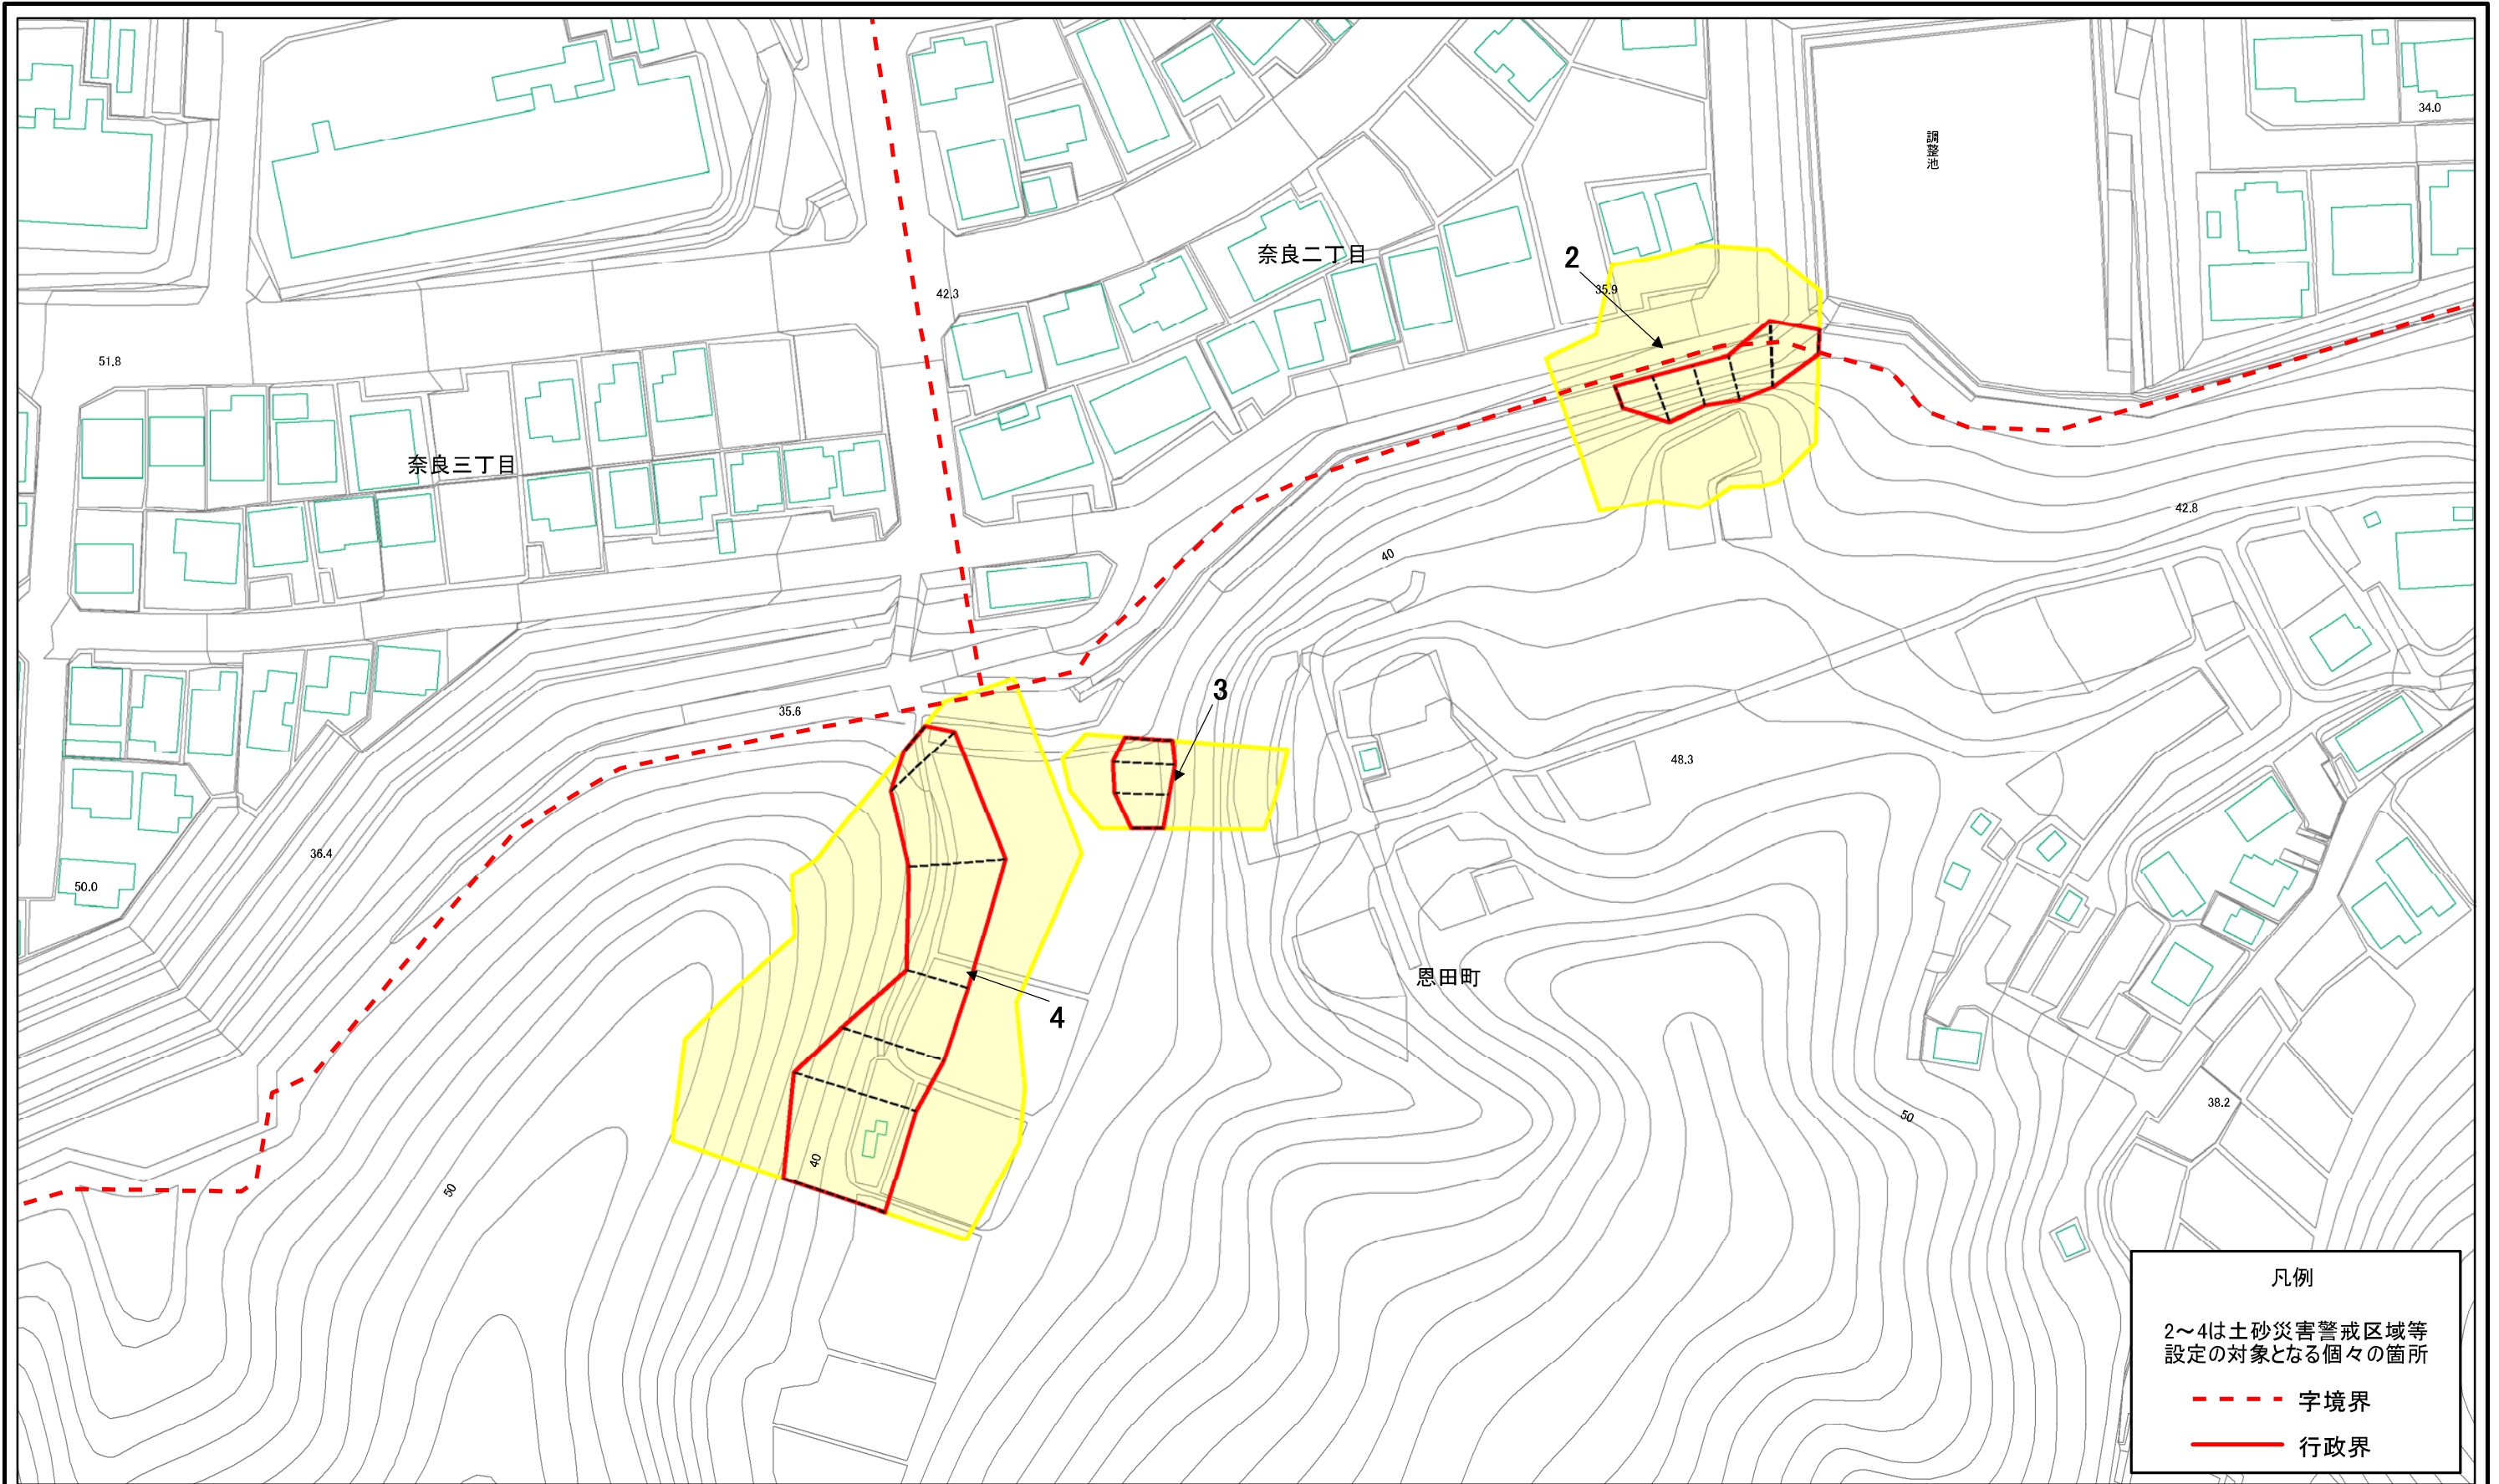 調整池
34.0
奈良二丁目
2
35.9
42.3
51.8
奈良三丁目
42.8
40
3
35.6
48.3
36.4
50.0
恩田町
4
38.2
50
40
50
凡例
2～4は土砂災害警戒区域等
設定の対象となる個々の箇所
字境界
行政界